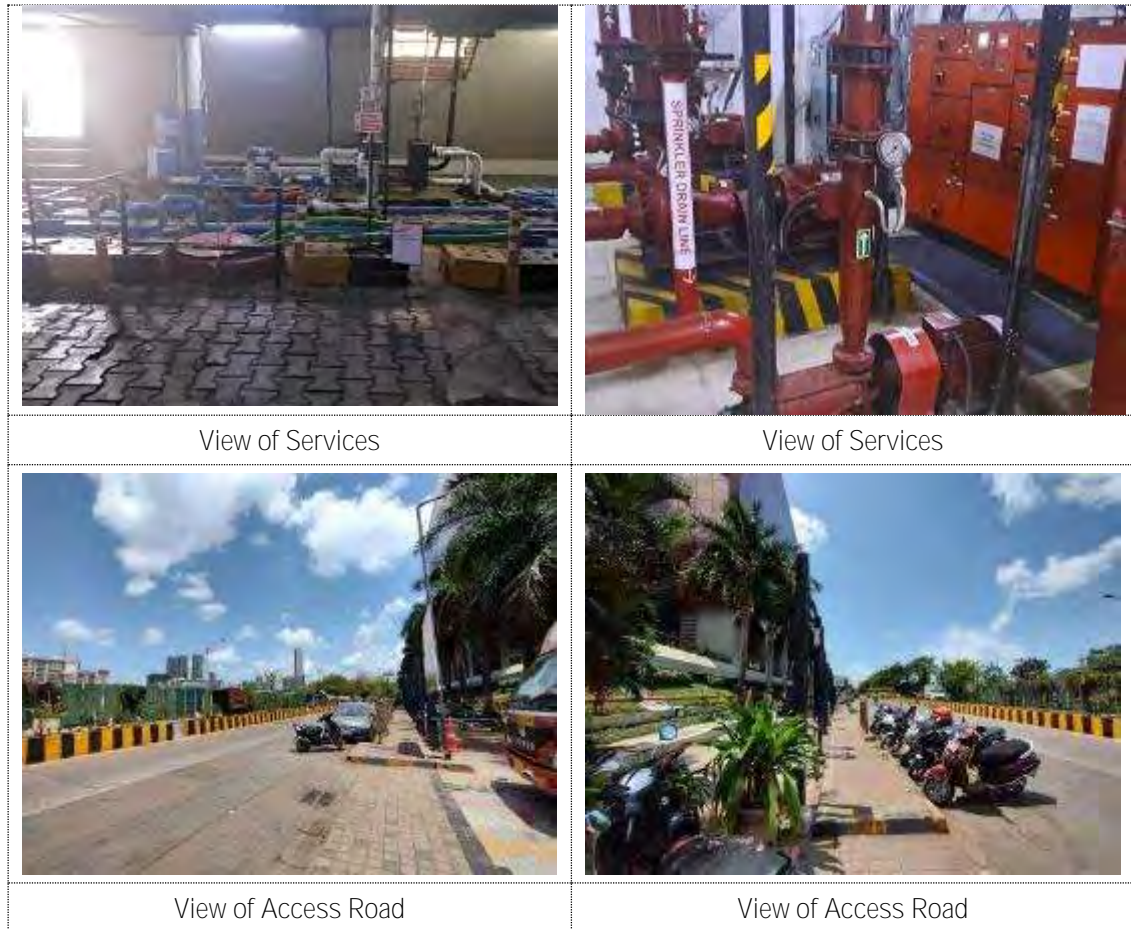 SPRINKLER DRAIN LINE
View of Services
View of Services
View of Access Road
View of Access Road